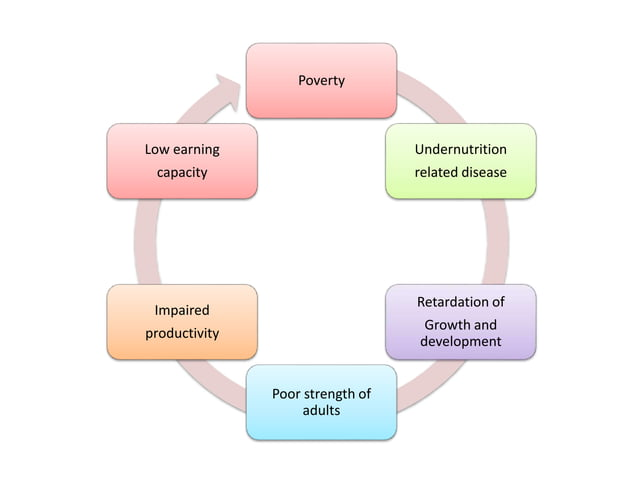 Poverty
Undernutrition
related disease
Retardation of
Growth and
development
Poor strength of
adults
Impaired
productivity
Low earning
capacity